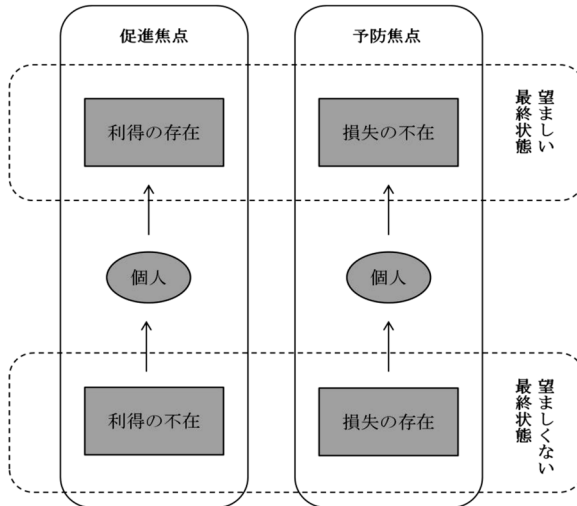 促進焦点
予防焦点
利得の存在
損失の不在
望ましい
最終状態
個人
個人
利得の不在
損失の存在
望ましくない
最終状態